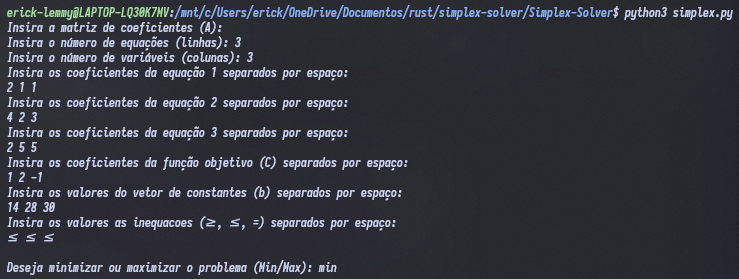 erick-lemmy@LAPTOP-LQ30K7MV:/mnt/c/Users/erick/OneDrive/Documentos/rust/simplex-solver/Simplex-Solver$ python3 simplex.py
Insira a matriz de coeficientes (A):
Insira o número de equações (linhas): 3
Insira o número de variáveis (colunas): 3
Insira os coeficientes da equação 1 separados por espaço:
2 1 1
Insira os coeficientes da equação 2 separados por espaço:
4 2 3
Insira os coeficientes da equação 3 separados por espaço:
2 5 5
Insira os coeficientes da função objetivo (C) separados por espaço:
1 2 -1
Insira os valores do vetor de constantes (b) separados por espaço:
14 28 30
Insira os valores as inequacoes (≥, ≤, =) separados por espaço:
≤ ≤ ≤
Deseja minimizar ou maximizar o problema (Min/Max): min